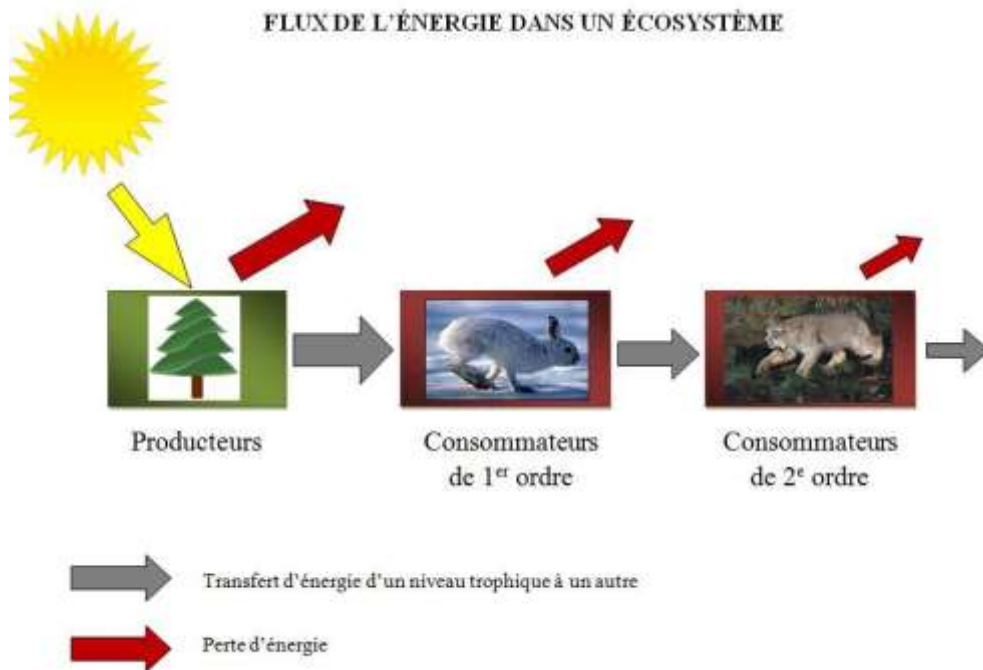 FLUX DE L'ÉNERGIE DANS UN ÉCOSYSTÈME
Producteurs
Consommateurs
de 1er ordre
Consommateurs
de 2e ordre
Transfert d'énergie d'un niveau trophique à un autre
Perte d'énergie